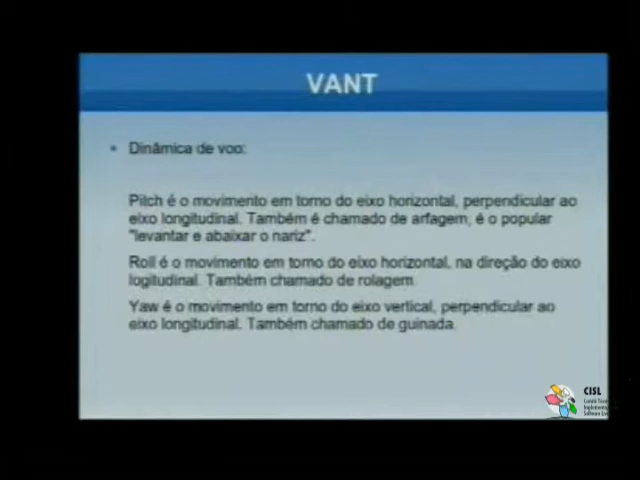 VANT
• Dinâmica de voo:
Pitch é o movimento em torno do eixo horizontal, perpendicular ao
eixo longitudinal. Também é chamado de arfagem, é o popular
"levantar e abaixar o nariz".
Roll é o movimento em torno do eixo horizontal, na direção do eixo
logitudinal. Também chamado de rolagem.
Yaw é o movimento em torno do eixo vertical, perpendicular ao
eixo longitudinal. Também chamado de guinada.
CISL